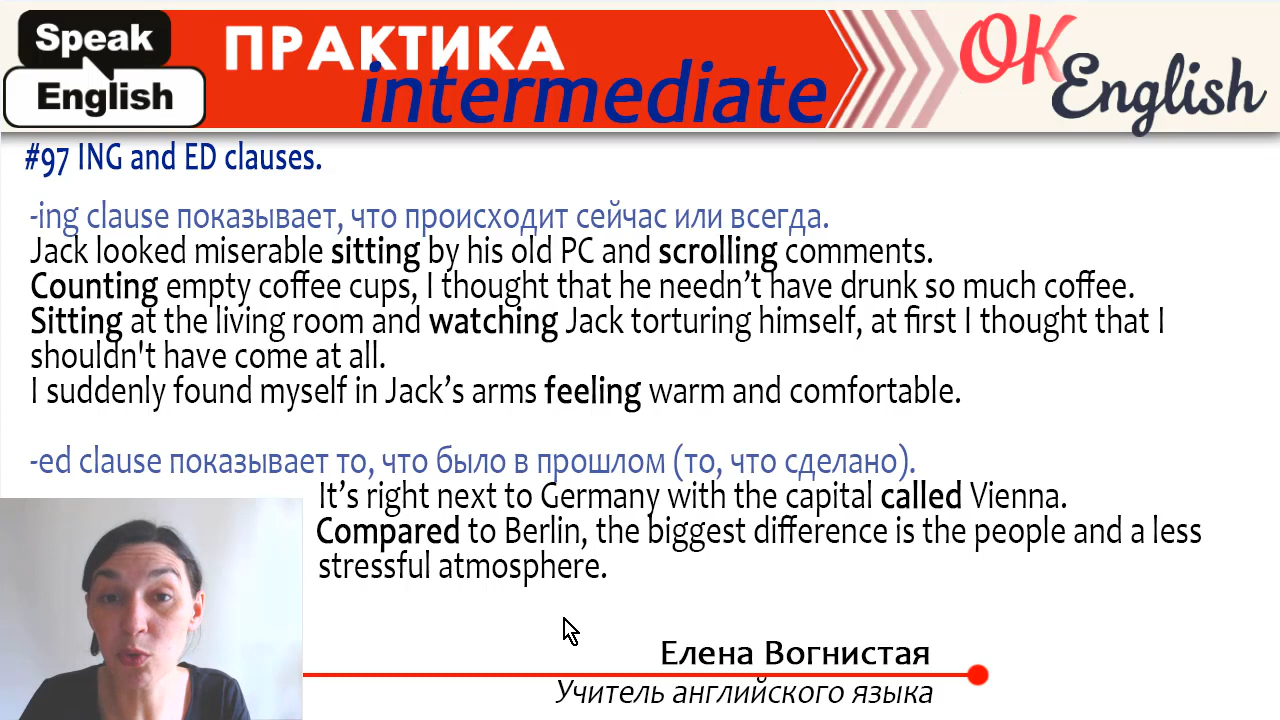 Speak
English
ПРАКТИКА
intermediate
OK
English
#97 ING and ED clauses.
-ing clause показывает, что происходит сейчас или всегда.
Jack looked miserable sitting by his old PC and scrolling comments.
Counting empty coffee cups, I thought that he needn’t have drunk so much coffee.
Sitting at the living room and watching Jack torturing himself, at first I thought that I
shouldn't have come at all.
I suddenly found myself in Jack’s arms feeling warm and comfortable.
-ed clause показывает то, что было в прошлом (то, что сделано).
It’s right next to Germany with the capital called Vienna.
Compared to Berlin, the biggest difference is the people and a less
stressful atmosphere.
Елена Вогнистая
Учитель английского языка